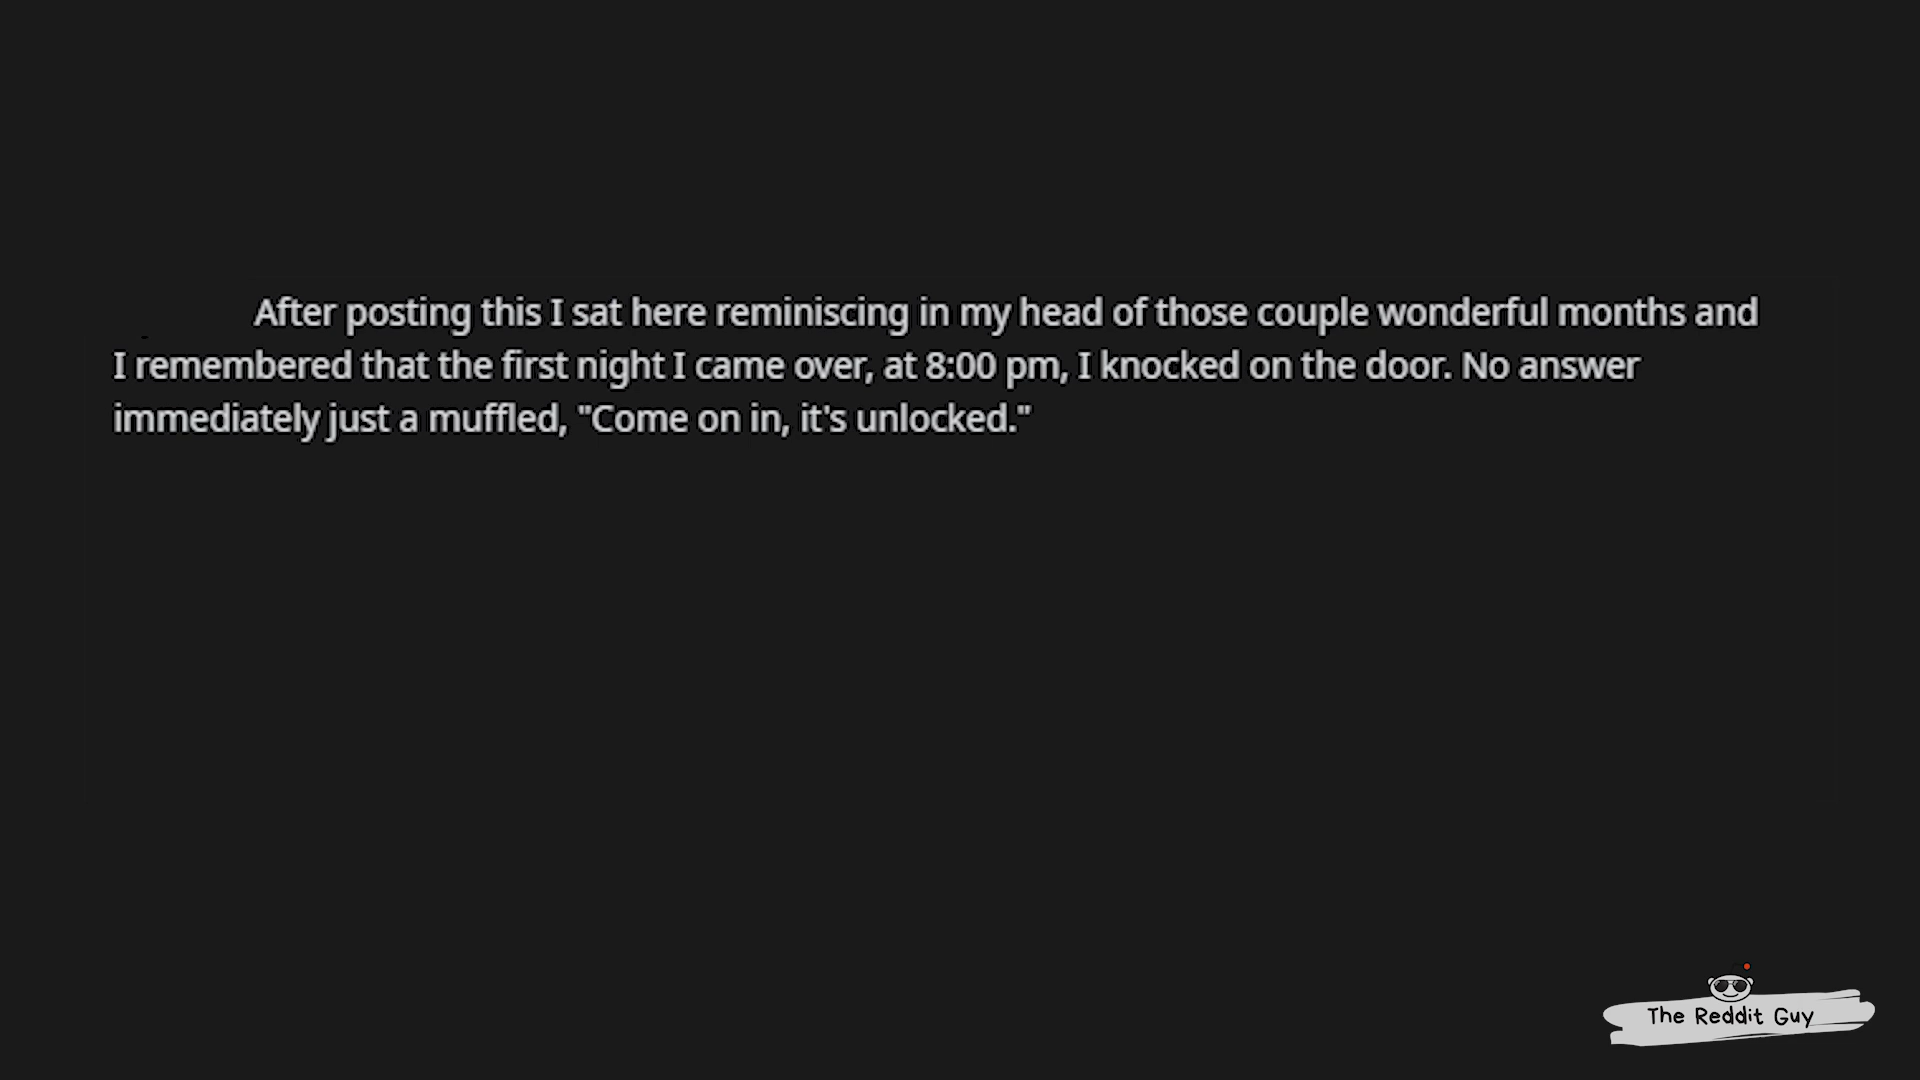 After posting this I sat here reminiscing in my head of those couple wonderful months and
I remembered that the first night I came over, at 8:00 pm, I knocked on the door. No answer
immediately just a muffled, "Come on in, it's unlocked."
The Reddit Guy